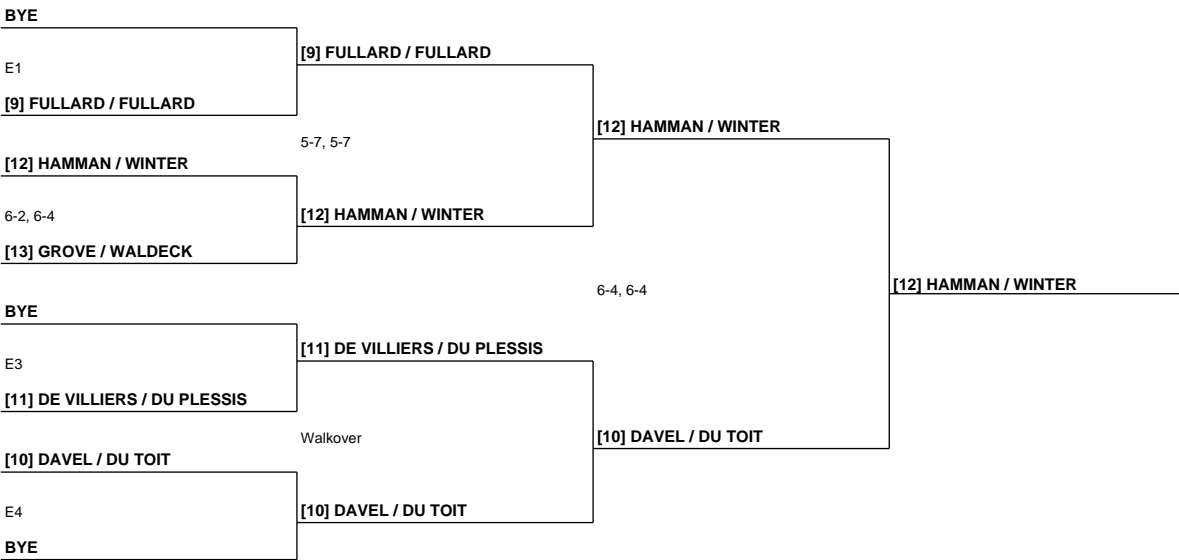 BYE
[9] FULLARD / FULLARD
E1
[9] FULLARD / FULLARD
[12] HAMMAN / WINTER
5-7, 5-7
[12] HAMMAN / WINTER
6-2, 6-4
[12] HAMMAN / WINTER
[13] GROVE / WALDECK
[12] HAMMAN / WINTER
6-4, 6-4
BYE
[11] DE VILLIERS / DU PLESSIS
E3
[11] DE VILLIERS / DU PLESSIS
Walkover
[10] DAVEL / DU TOIT
[10] DAVEL / DU TOIT
[10] DAVEL / DU TOIT
E4
BYE